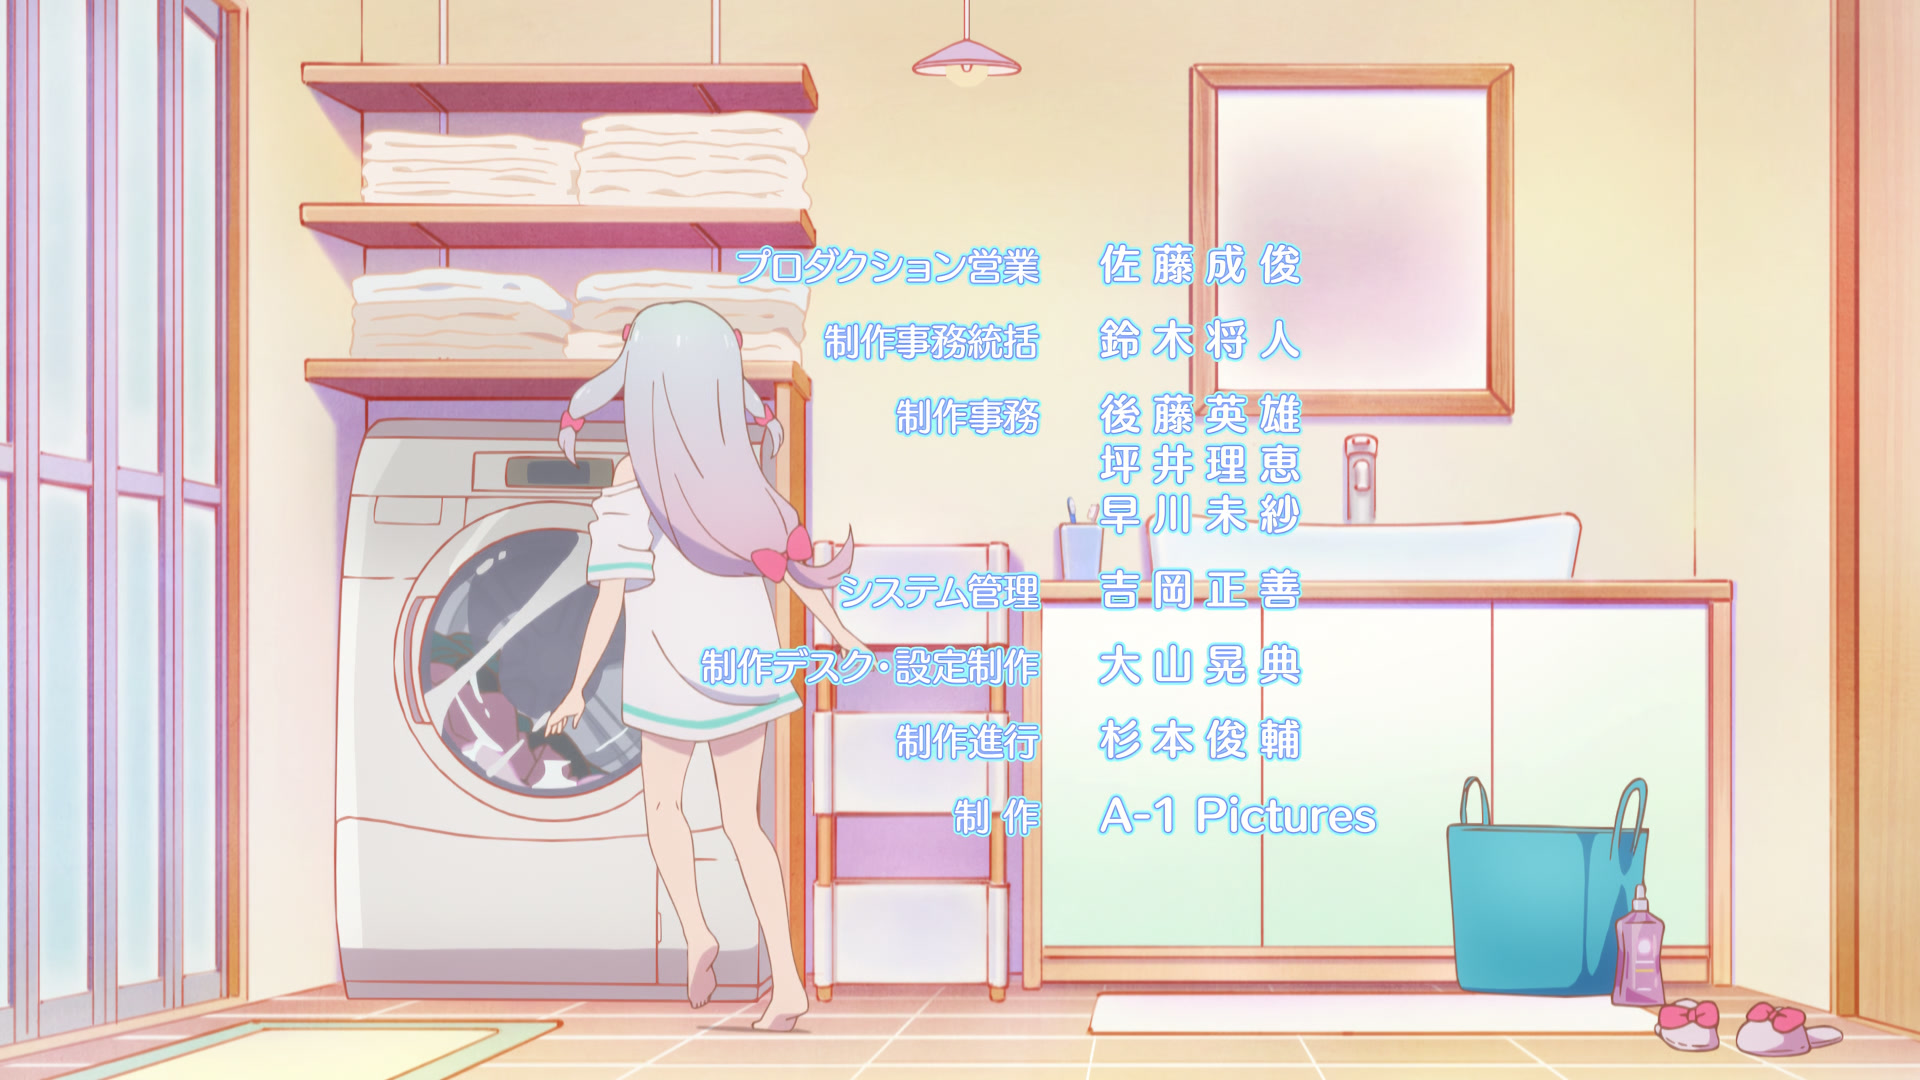 プロダクション営業 佐藤成俊
制作事務統括 鈴木将人
制作事務 後藤英雄
坪井理恵
早川未紗
システム管理 吉岡正善
制作デスク・設定制作 大山晃典
制作進行 杉本俊輔
制作 A-1 Pictures